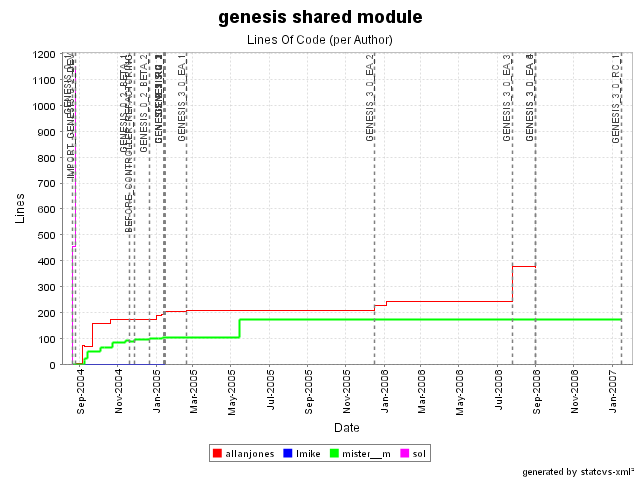 genesis shared module
Lines Of Code (per Author)
Lines
1200
1100
1000
900
800
700
600
500
400
300
200
100
0
BEFORE_CONTROLLER_REFACTORING
GENESIS_0_2_BETA_2
GENESIS_3_0_EA_1
GENESIS_3_0_EA_2
GENESIS_3_0_EA_3
GENESIS_3_0_RC_1
Sep-2004
Nov-2004
Jan-2005
Mar-2005
May-2005
Jul-2005
Sep-2005
Nov-2005
Jan-2006
Mar-2006
May-2006
Jul-2006
Sep-2006
Nov-2006
Jan-2007
Date
allanjones lmike mister__m sol
generated by statcvs-xml²